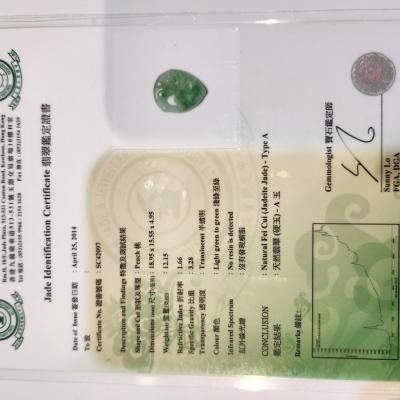 Jade Identification Certificate 翡翠鑑定證書
Date of Issue 簽發日期 : April 25, 2014
To 致 :
Certificate No. 證書號碼 : SC42097
Description and Findings 特徵及測試結果
Shape and Cut 形狀及琢型 : Peach 桃
Dimensions (mm) 尺寸(毫米) : 18.95 x 15.55 x 4.95
Weight (cts) 重量 : 12.15
Refractive Index 折射率 : 1.66
Specific Gravity 比重 : 3.28
Transparency 透明度 : Translucent 半透明
Colour 顏色 : Light green to green 淺綠至綠
Infrared Spectrum : No resin is detected
紅外線光譜 沒有發現樹脂
CONCLUSION : Natural Fei Cui (Jadeite Jade) - Type A
鑑定結果 天然翡翠 (硬玉) - A 玉
Remarks 備註 :
Gemmologist 寶石鑑定師
Sunny Lo
FGA, DGA